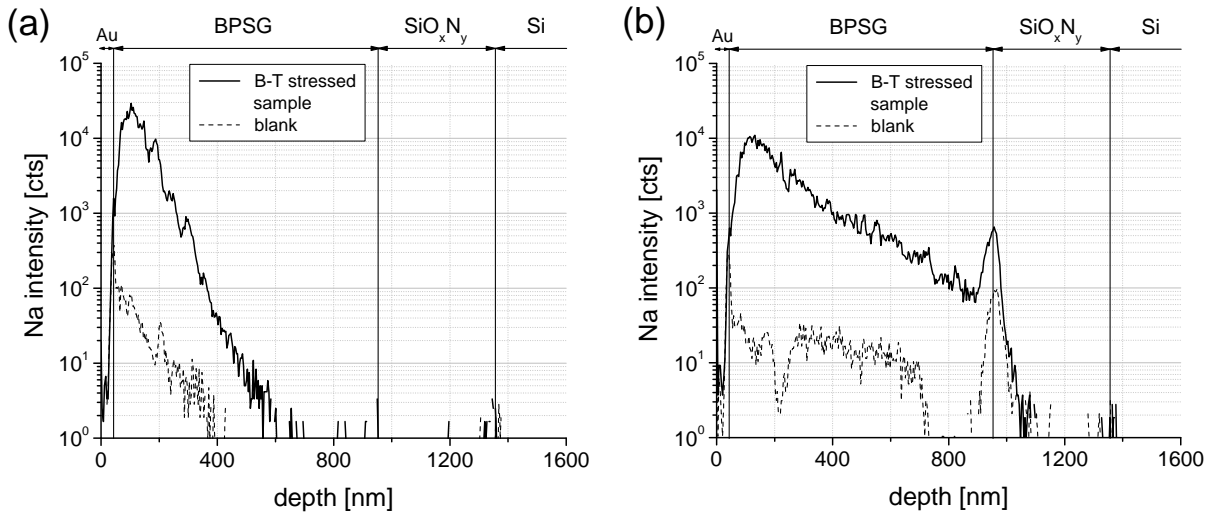 (a)
Au
BPSG
SiOxNy
Si
10^5
10^4
10^3
10^2
10^1
10^0
Na intensity [cts]
B-T stressed
sample
blank
0
400
800
1200
1600
depth [nm]
(b)
Au
BPSG
SiOxNy
Si
10^5
10^4
10^3
10^2
10^1
10^0
Na intensity [cts]
B-T stressed
sample
blank
0
400
800
1200
1600
depth [nm]